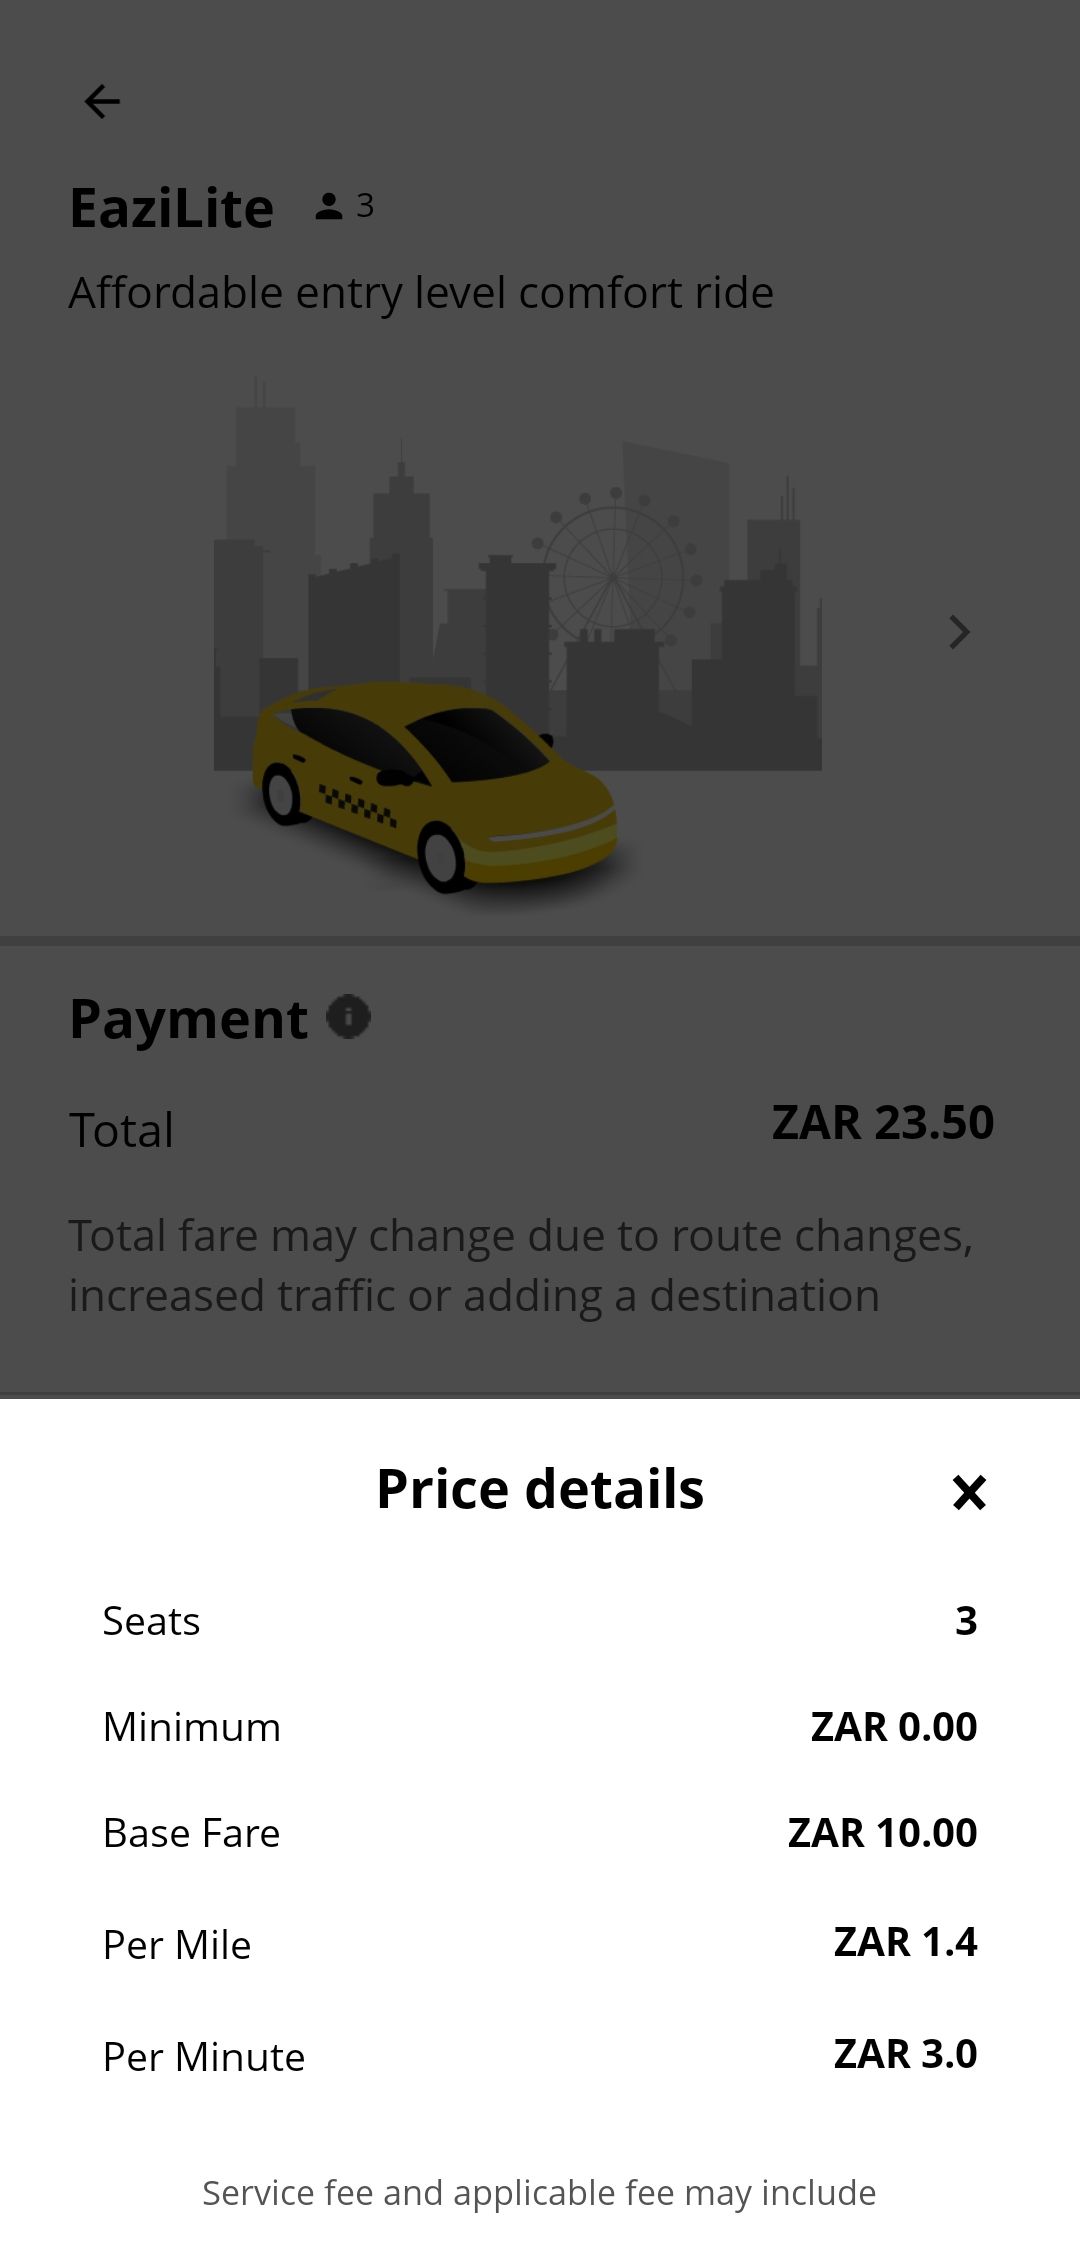 EaziLite 3
Affordable entry level comfort ride
Payment
Total ZAR 23.50
Total fare may change due to route changes,
increased traffic or adding a destination
Price details
Seats 3
Minimum ZAR 0.00
Base Fare ZAR 10.00
Per Mile ZAR 1.4
Per Minute ZAR 3.0
Service fee and applicable fee may include